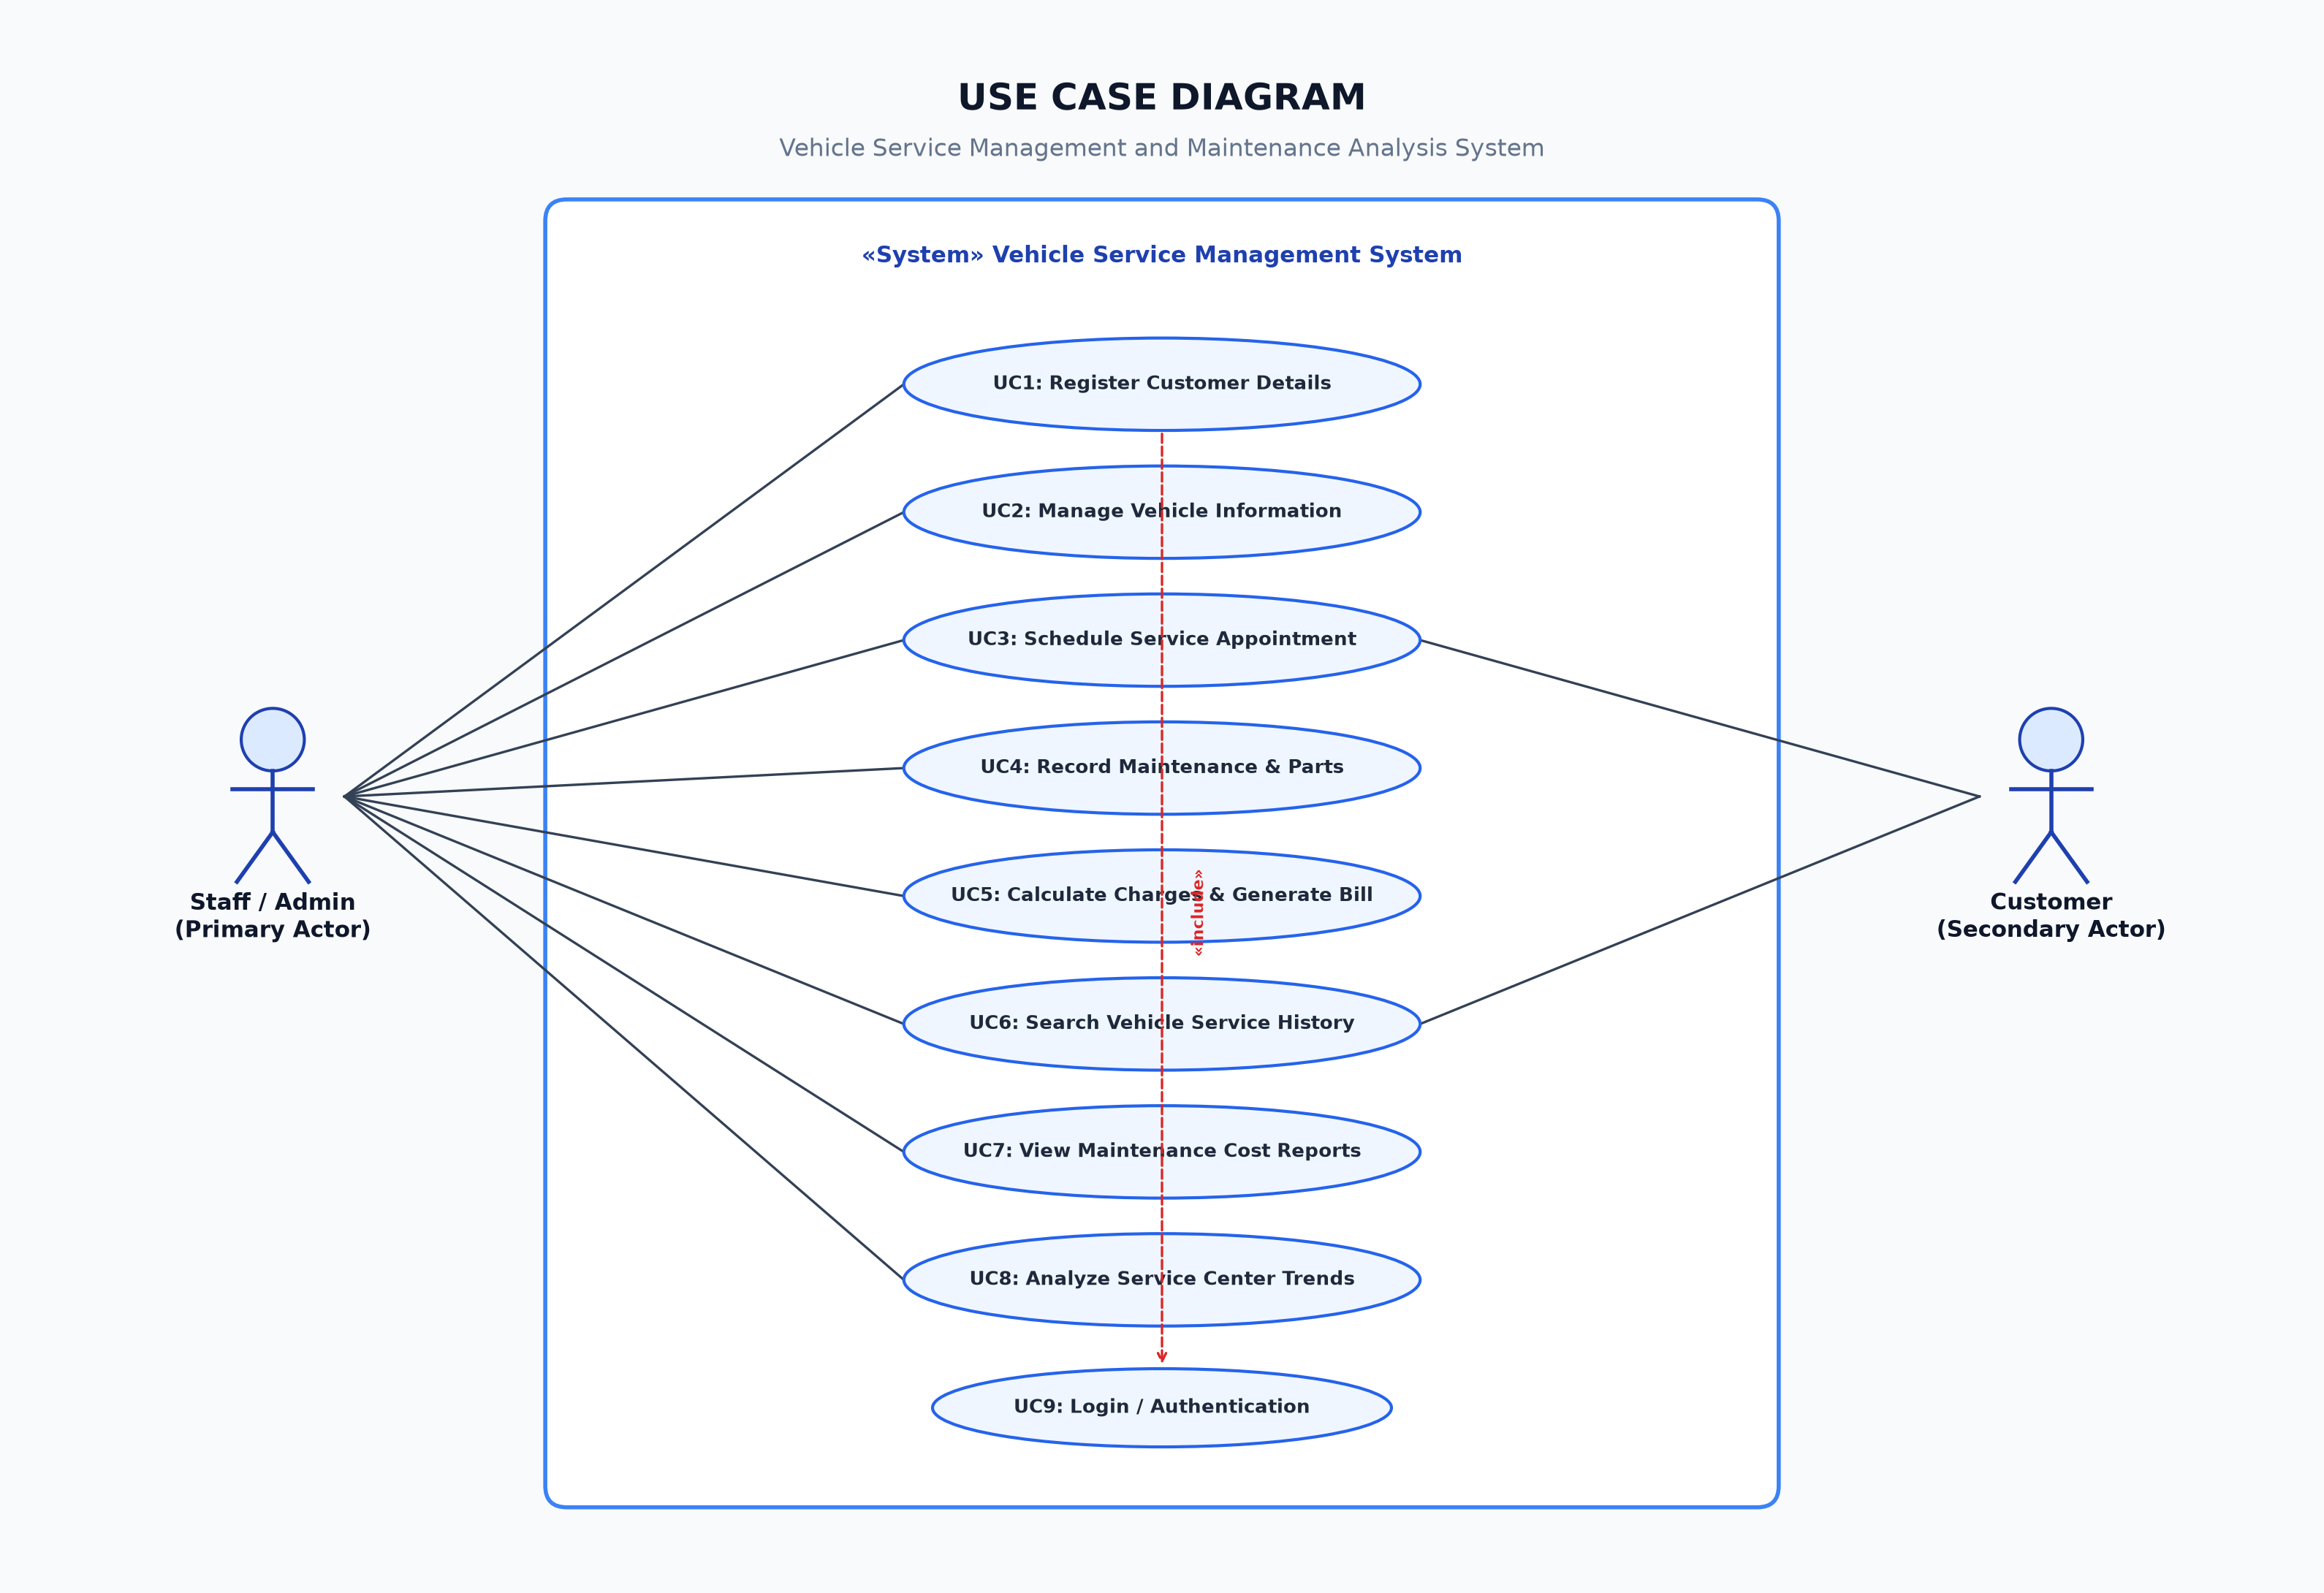 USE CASE DIAGRAM
Vehicle Service Management and Maintenance Analysis System
«System» Vehicle Service Management System
UC1: Register Customer Details
UC2: Manage Vehicle Information
UC3: Schedule Service Appointment
UC4: Record Maintenance & Parts
UC5: Calculate Charges & Generate Bill
«include»
UC6: Search Vehicle Service History
UC7: View Maintenance Cost Reports
UC8: Analyze Service Center Trends
UC9: Login / Authentication
Staff / Admin
(Primary Actor)
Customer
(Secondary Actor)